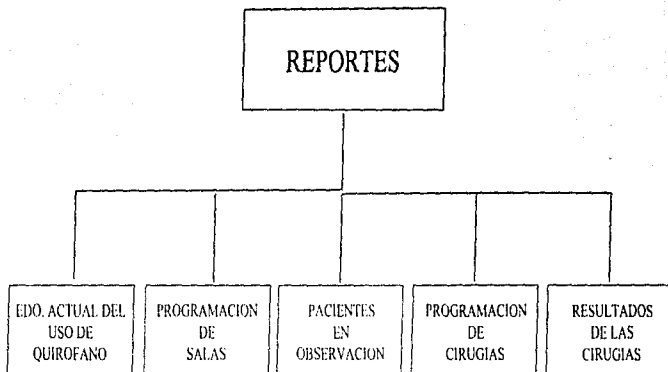 REPORTES
EDO. ACTUAL DEL
USO DE
QUIROFANO
PROGRAMACION
DE
SALAS
PACIENTES
EN
OBSERVACION
PROGRAMACION
DE
CIRUGIAS
RESULTADOS
DE LAS
CIRUGIAS